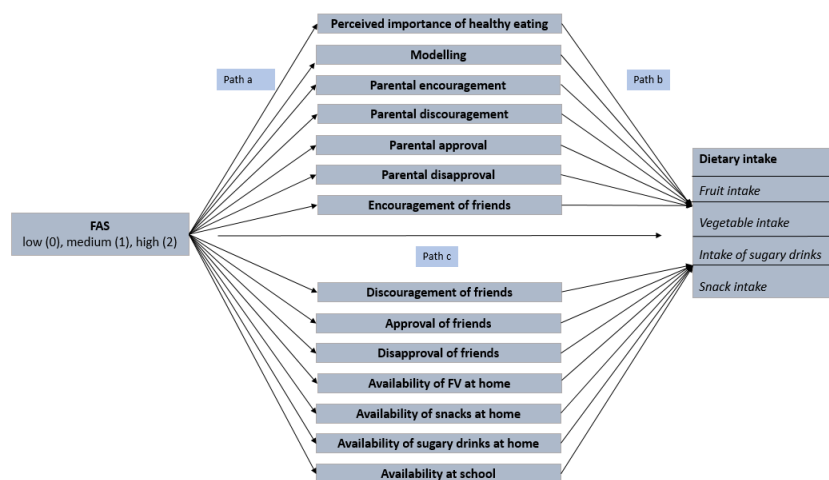 Perceived importance of healthy eating
Modelling
Path a
Path b
Parental encouragement
Parental discouragement
Parental approval
Parental disapproval
Encouragement of friends
FAS
low (0), medium (1), high (2)
Path c
Dietary intake
Fruit intake
Vegetable intake
Intake of sugary drinks
Snack intake
Discouragement of friends
Approval of friends
Disapproval of friends
Availability of FV at home
Availability of snacks at home
Availability of sugary drinks at home
Availability at school